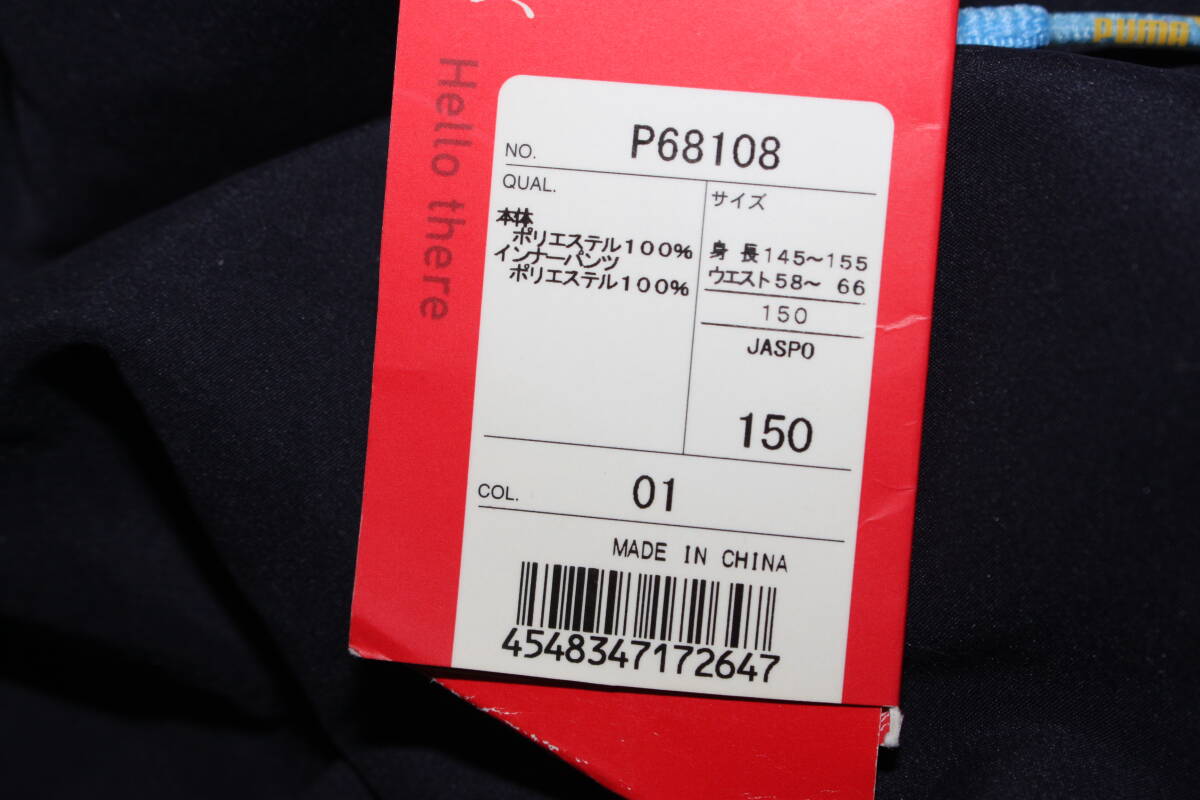 puma
Hello there
NO. P68108
QUAL.
本体
ポリエステル100%
インナーパンツ
ポリエステル100%
サイズ
身 長145〜155
ウエスト58〜 66
150
JASPO
150
COL. 01
MADE IN CHINA
4548347172647